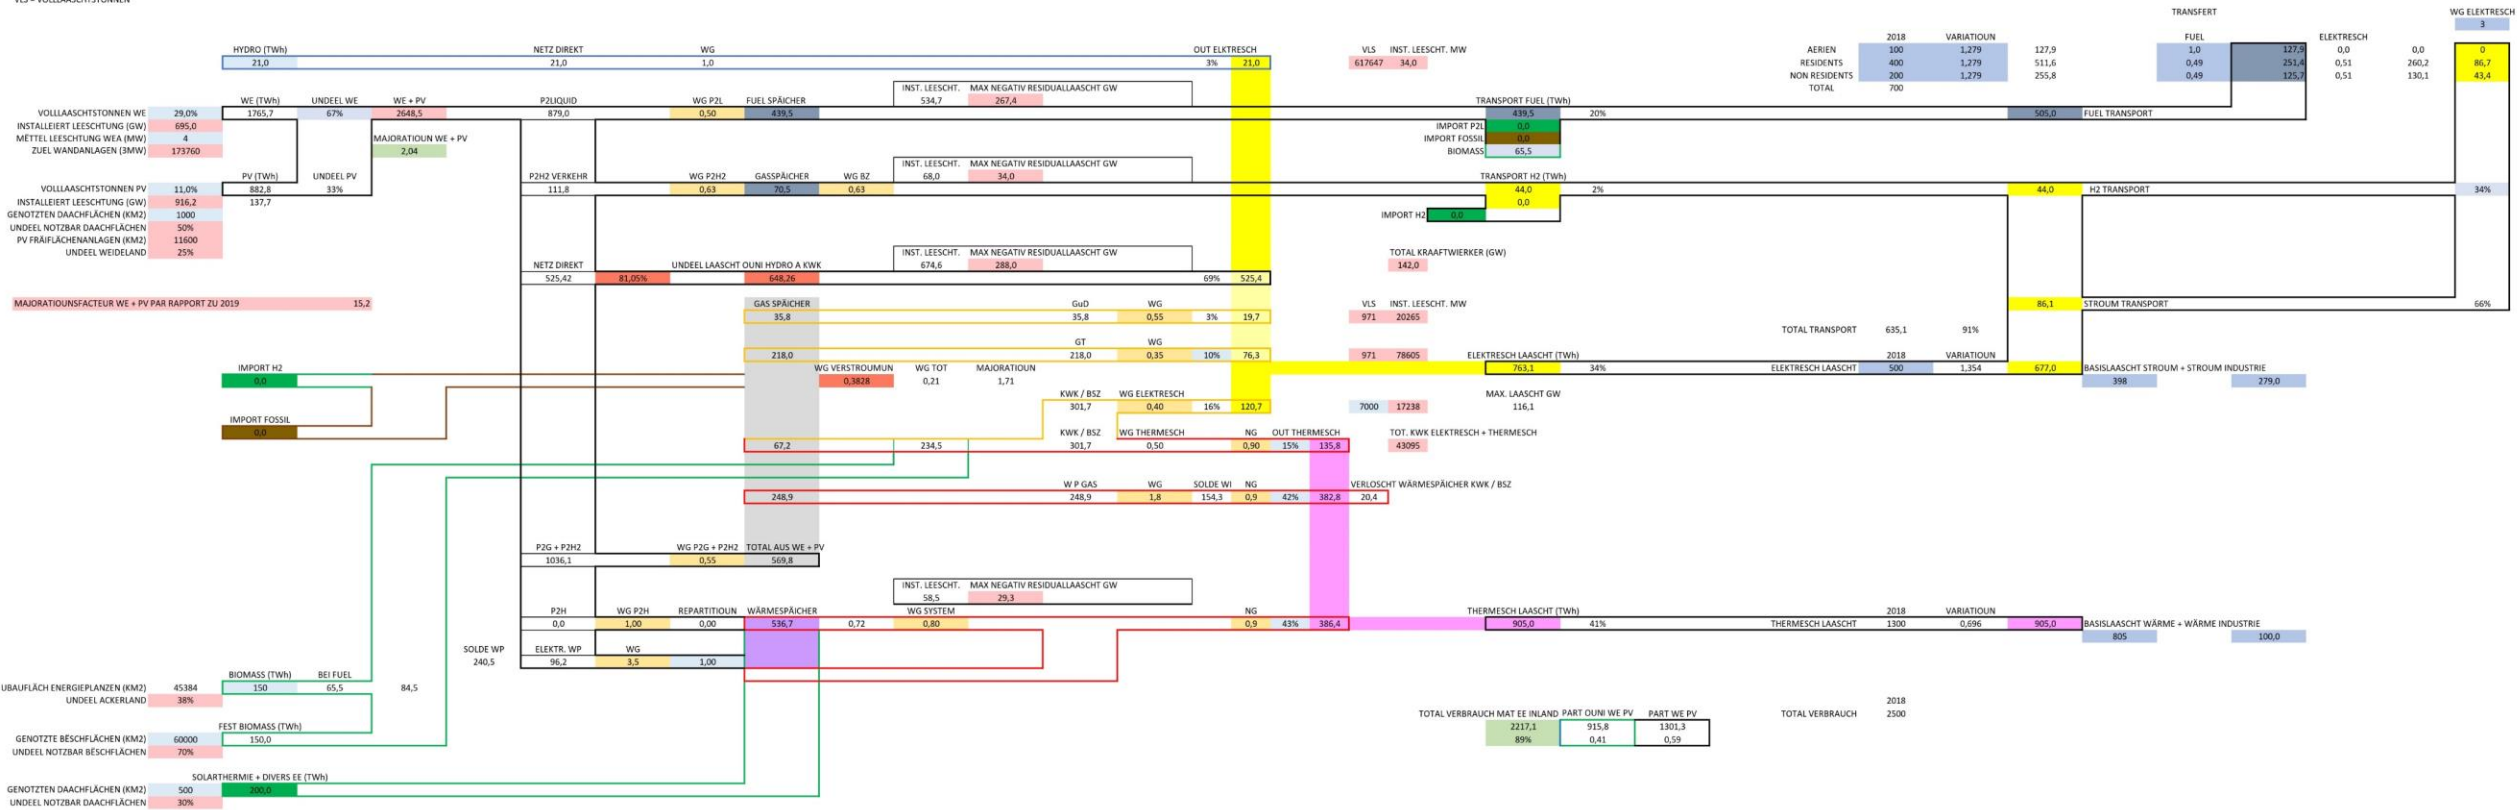 VLS = VOLLLAASCHTSTONNEN
TRANSFERT WG ELEKTRESCH
3
HYDRO (TWh) NETZ DIREKT WG OUT ELKTRESCH VLS INST. LEESCHT. MW 2018 VARIATIOUN FUEL ELEKTRESCH
21,0 21,0 1,0 3% 21,0 617647 34,0
AERIEN 100 1,279 127,9 1,0 127,9 0,0 0,0 0
RESIDENTS 400 1,279 511,6 0,49 251,4 0,51 260,2 86,7
NON RESIDENTS 200 1,279 255,8 0,49 125,7 0,51 130,1 43,4
TOTAL 700
INST. LEESCHT. MAX NEGATIV RESIDUALLAASCHT GW
534,7 267,4
WE (TWh) UNDEEL WE WE + PV P2LIQUID WG P2L FUEL SPÄICHER TRANSPORT FUEL (TWh)
VOLLLAASCHTSTONNEN WE 29,0% 1765,7 67% 2648,5 879,0 0,50 439,5 439,5 20% 505,0 FUEL TRANSPORT
INSTALLEIERT LEESCHTUNG (GW) 695,0 IMPORT P2L 0,0
METTEL LEESCHTUNG WEA (MW) 4 MAJORATIOUN WE + PV IMPORT FOSSIL 0,0
ZUEL WANDANLAGEN (3MW) 173760 2,04 BIOMASS 65,5
INST. LEESCHT. MAX NEGATIV RESIDUALLAASCHT GW
68,0 34,0
PV (TWh) UNDEEL PV P2H2 VERKEHR WG P2H2 GASSPÄICHER WG BZ TRANSPORT H2 (TWh)
VOLLLAASCHTSTONNEN PV 11,0% 882,8 33% 111,8 0,63 70,5 0,63 44,0 2% 44,0 H2 TRANSPORT 34%
INSTALLEIERT LEESCHTUNG (GW) 916,2 137,7 0,0
GENOTZTEN DAACHFLÄCHEN (KM2) 1000 IMPORT H2 0,0
UNDEEL NOTZBAR DAACHFLÄCHEN 50%
PV FRÄIFLÄCHENANLAGEN (KM2) 11600
UNDEEL WEIDELAND 25%
INST. LEESCHT. MAX NEGATIV RESIDUALLAASCHT GW TOTAL KRAAFTWIERKER (GW)
674,6 288,0 142,0
NETZ DIREKT UNDEEL LAASCHT OUNI HYDRO A KWK
525,42 81,05% 648,26 69% 525,4
MAJORATIOUNSFACTEUR WE + PV PAR RAPPORT ZU 2019 15,2
GAS SPÄICHER GuD WG VLS INST. LEESCHT. MW 86,1 STROUM TRANSPORT 66%
35,8 35,8 0,55 3% 19,7 971 20265
TOTAL TRANSPORT 635,1 91%
GT WG
218,0 218,0 0,35 10% 76,3 971 78605 ELEKTRESCH LAASCHT (TWh) 2018 VARIATIOUN
IMPORT H2 WG VERSTROUMUN WG TOT MAJORATIOUN 763,1 34% ELEKTRESCH LAASCHT 500 1,354 677,0 BASISLAASCHT STROUM + STROUM INDUSTRIE
0,0 0,3828 0,21 1,71 398 279,0
KWK / BSZ WG ELEKTRESCH MAX. LAASCHT GW
301,7 0,40 16% 120,7 7000 17238 116,1
IMPORT FOSSIL
0,0
KWK / BSZ WG THERMESCH NG OUT THERMESCH TOT. KWK ELEKTRESCH + THERMESCH
67,2 234,5 301,7 0,50 0,90 15% 135,8 43095
W P GAS WG SOLDE WI NG VERLOSCHT WÄRMESPÄICHER KWK / BSZ
248,9 248,9 1,8 154,3 0,9 42% 382,8 20,4
P2G + P2H2 WG P2G + P2H2 TOTAL AUS WE + PV
1036,1 0,55 569,8
INST. LEESCHT. MAX NEGATIV RESIDUALLAASCHT GW
58,5 29,3
P2H WG P2H REPARTITIOUN WÄRMESPÄICHER WG SYSTEM NG THERMESCH LAASCHT (TWh) 2018 VARIATIOUN
0,0 1,00 0,00 536,7 0,72 0,80 0,9 43% 386,4 905,0 41% THERMESCH LAASCHT 1300 0,696 905,0 BASISLAASCHT WÄRME + WÄRME INDUSTRIE
805 100,0
SOLDE WP ELEKTR. WP WG
240,5 96,2 3,5 1,00
BIOMASS (TWh) BEI FUEL
UBAUFLÄCH ENERGIEPLANZEN (KM2) 45384 150 65,5 84,5
UNDEEL ACKERLAND 38%
2018
TOTAL VERBRAUCH MAT EE INLAND PART OUNI WE PV PART WE PV TOTAL VERBRAUCH 2500
2217,1 915,8 1301,3
89% 0,41 0,59
FEST BIOMASS (TWh)
GENOTZTE BËSCHFLÄCHEN (KM2) 60000 150,0
UNDEEL NOTZBAR BËSCHFLÄCHEN 70%
SOLARTHERMIE + DIVERS EE (TWh)
GENOTZTEN DAACHFLÄCHEN (KM2) 500 200,0
UNDEEL NOTZBAR DAACHFLÄCHEN 30%